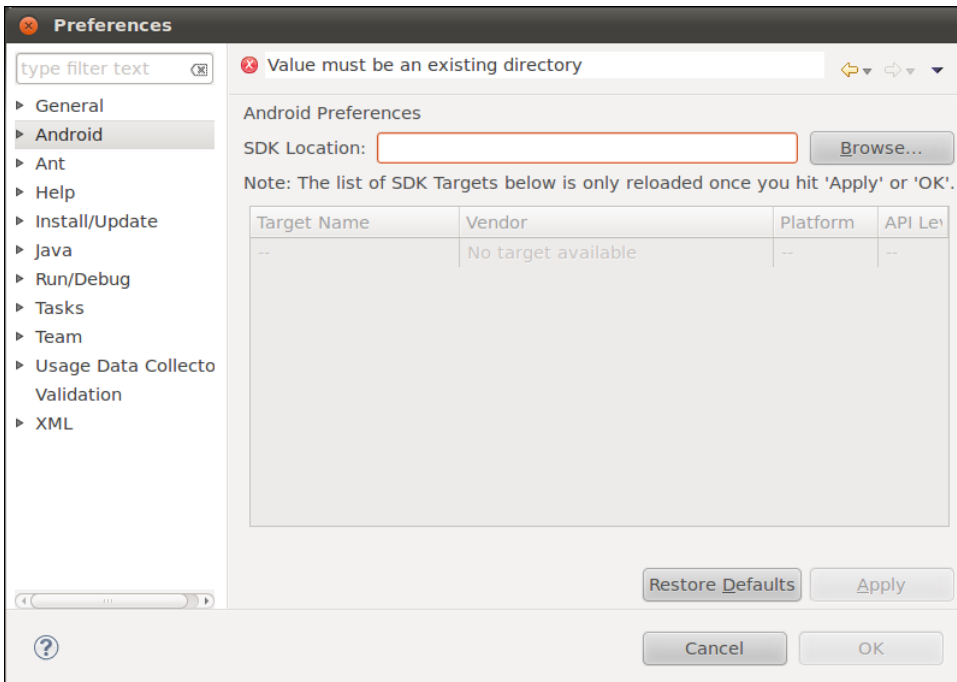 Preferences
type filter text
Value must be an existing directory
General
Android
Ant
Help
Install/Update
Java
Run/Debug
Tasks
Team
Usage Data Collecto
Validation
XML
Android Preferences
SDK Location:
Browse...
Note: The list of SDK Targets below is only reloaded once you hit 'Apply' or 'OK'.
Target Name Vendor Platform API Lev
-- No target available -- --
Restore Defaults Apply
Cancel OK